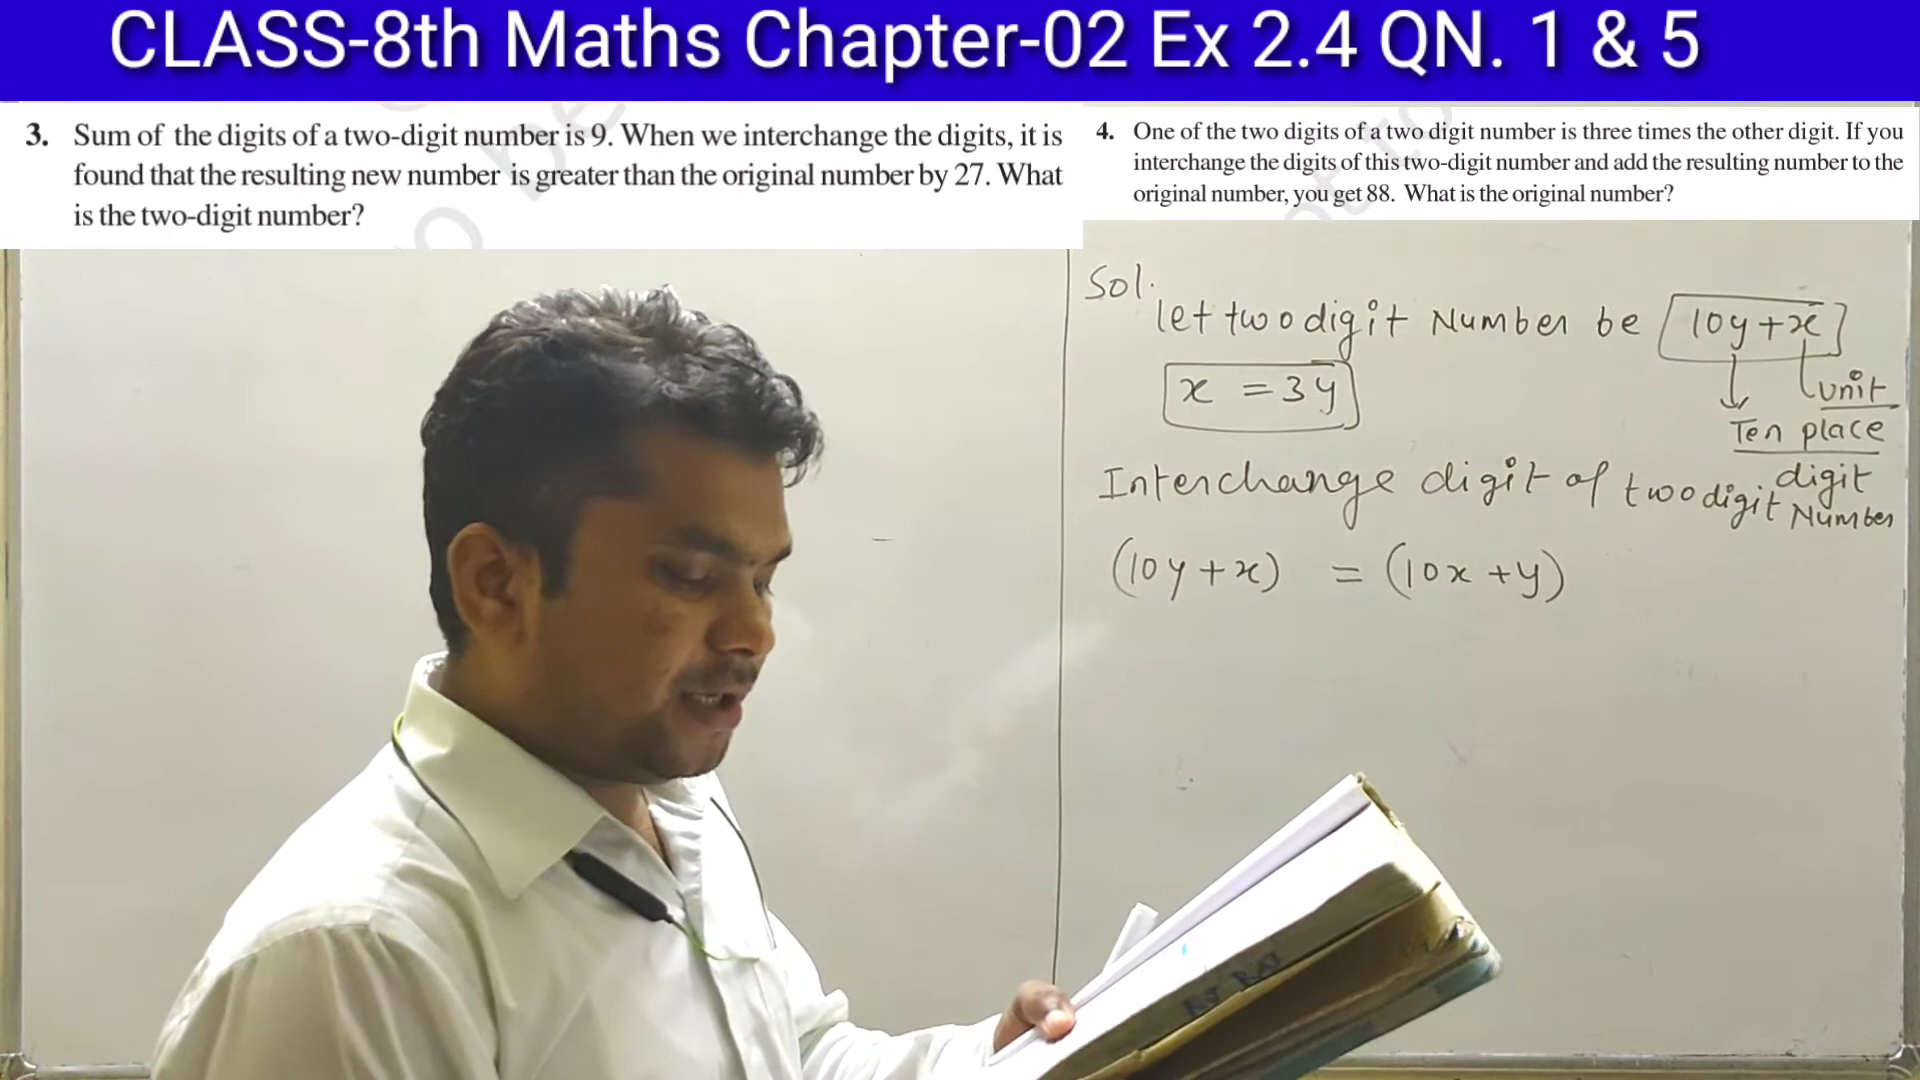 CLASS-8th Maths Chapter-02 Ex 2.4 QN. 1 & 5
3. Sum of the digits of a two-digit number is 9. When we interchange the digits, it is
found that the resulting new number is greater than the original number by 27. What
is the two-digit number?
4. One of the two digits of a two digit number is three times the other digit. If you
interchange the digits of this two-digit number and add the resulting number to the
original number, you get 88. What is the original number?
Sol.
let two digit Number be 10y+x
x = 3y
unit
Ten place
digit
Interchange digit of two digit Number
(10y+x) = (10x+y)